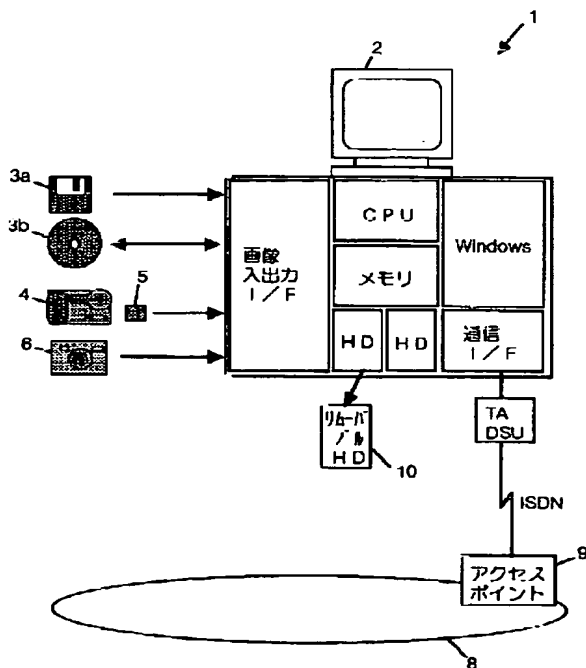 1
2
3a
3b
4
5
6
画像
入出力
I/F
CPU
メモリ
HD
HD
Windows
通信
I/F
リムーバ
ブル
HD
10
TA
DSU
ISDN
アクセス
ポイント
9
8